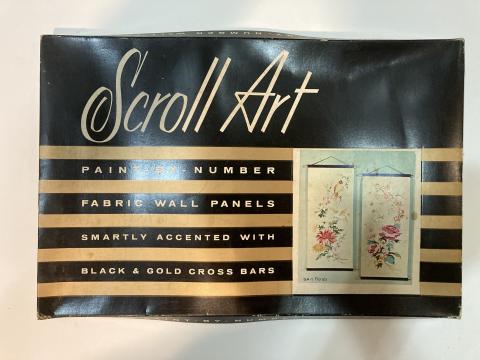 Scroll Art
PAINT-BY-NUMBER
FABRIC WALL PANELS
SMARTLY ACCENTED WITH
BLACK & GOLD CROSS BARS